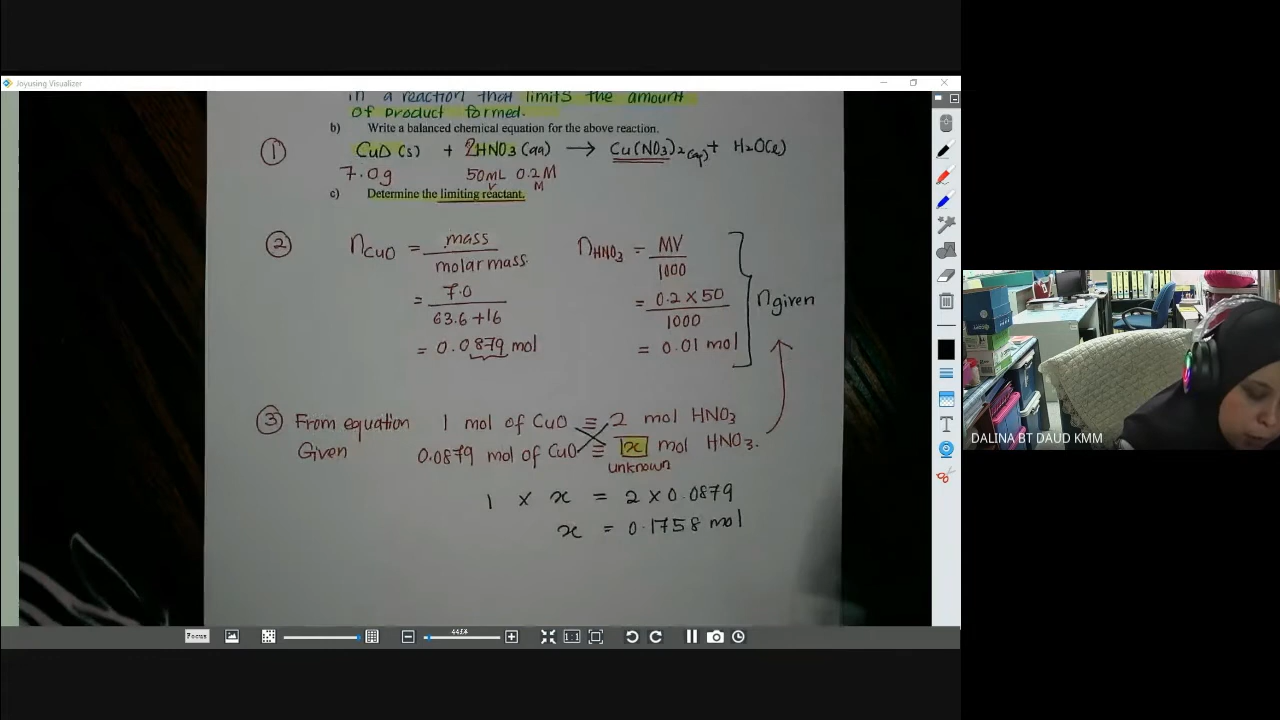 Joyusing Visualizer
in a reaction that limits the amount
of product formed.
b) Write a balanced chemical equation for the above reaction.
① CuO (s) + 2HNO3 (aq) → Cu(NO3)2 (aq) + H2O(l)
7.0g 50mL 0.2M
V M
c) Determine the limiting reactant.
② nCuO = mass / molar mass
= 7.0 / 63.6 + 16
= 0.0879 mol
nHNO3 = MV / 1000
= 0.2 × 50 / 1000
= 0.01 mol
ngiven
③ From equation 1 mol of CuO ≡ 2 mol HNO3
Given 0.0879 mol of CuO ≡ x mol HNO3.
unknown
1 × x = 2 × 0.0879
x = 0.1758 mol
DALINA BT DAUD KMM
Focus
1:1
T